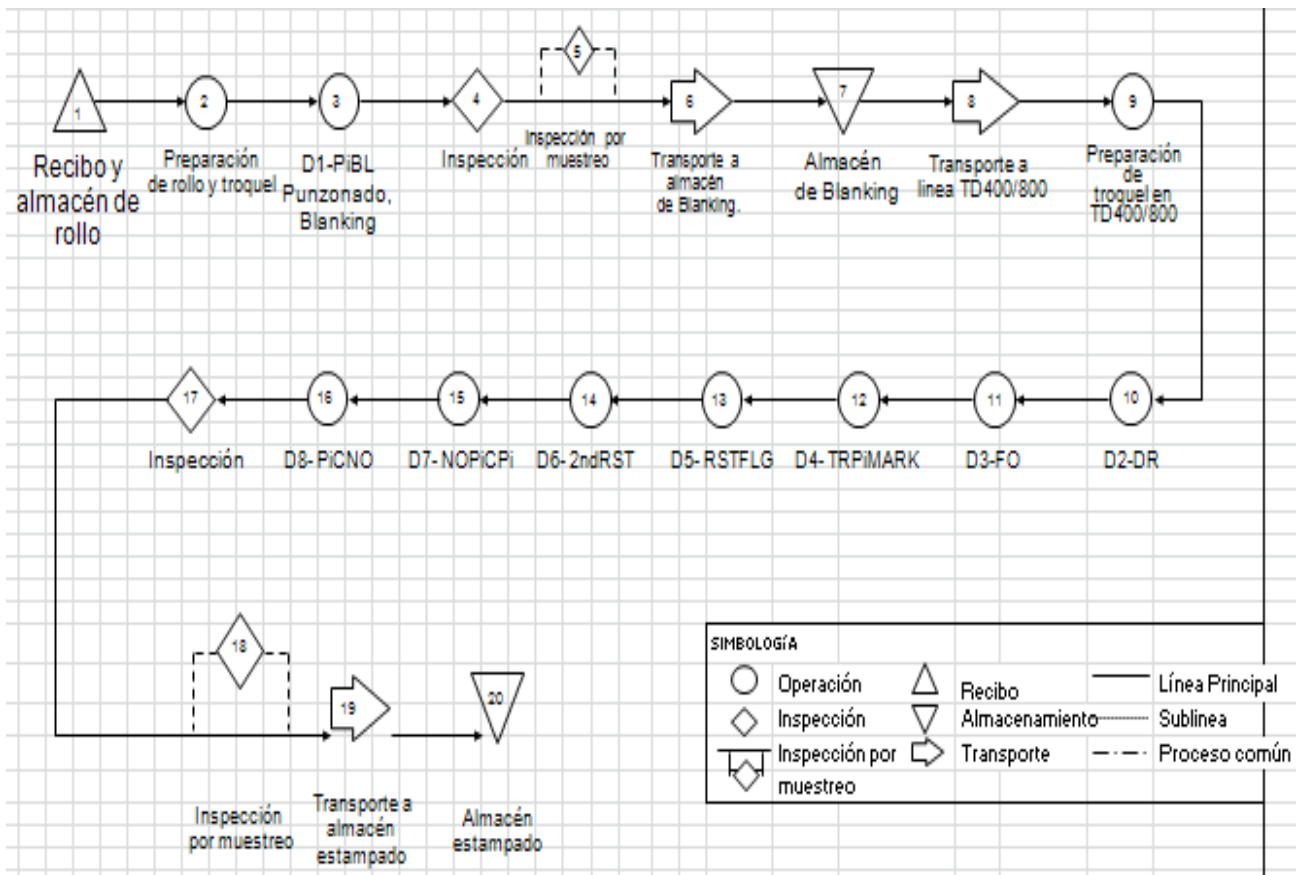 1
2
3
4
5
6
7
8
9
Recibo y
almacén de
rollo
Preparación
de rollo y troquel
D1-PiBL
Punzonado,
Blanking
Inspección
Inspección por
muestreo
Transporte a
almacén
de Blanking.
Almacén
de Blanking
Transporte a
linea TD400/800
Preparación
de
troquel en
TD400/800
17
16
15
14
13
12
11
10
Inspección
D8- PiCNO
D7- NOPiCPi
D6- 2ndRST
D5- RSTFLG
D4- TRPiMARK
D3-FO
D2-DR
18
19
20
Inspección
por muestreo
Transporte a
almacén
estampado
Almacén
estampado
SIMBOLOGíA
Operación
Recibo
Línea Principal
Inspección
Almacenamiento
Sublinea
Inspección por
muestreo
Transporte
Proceso común